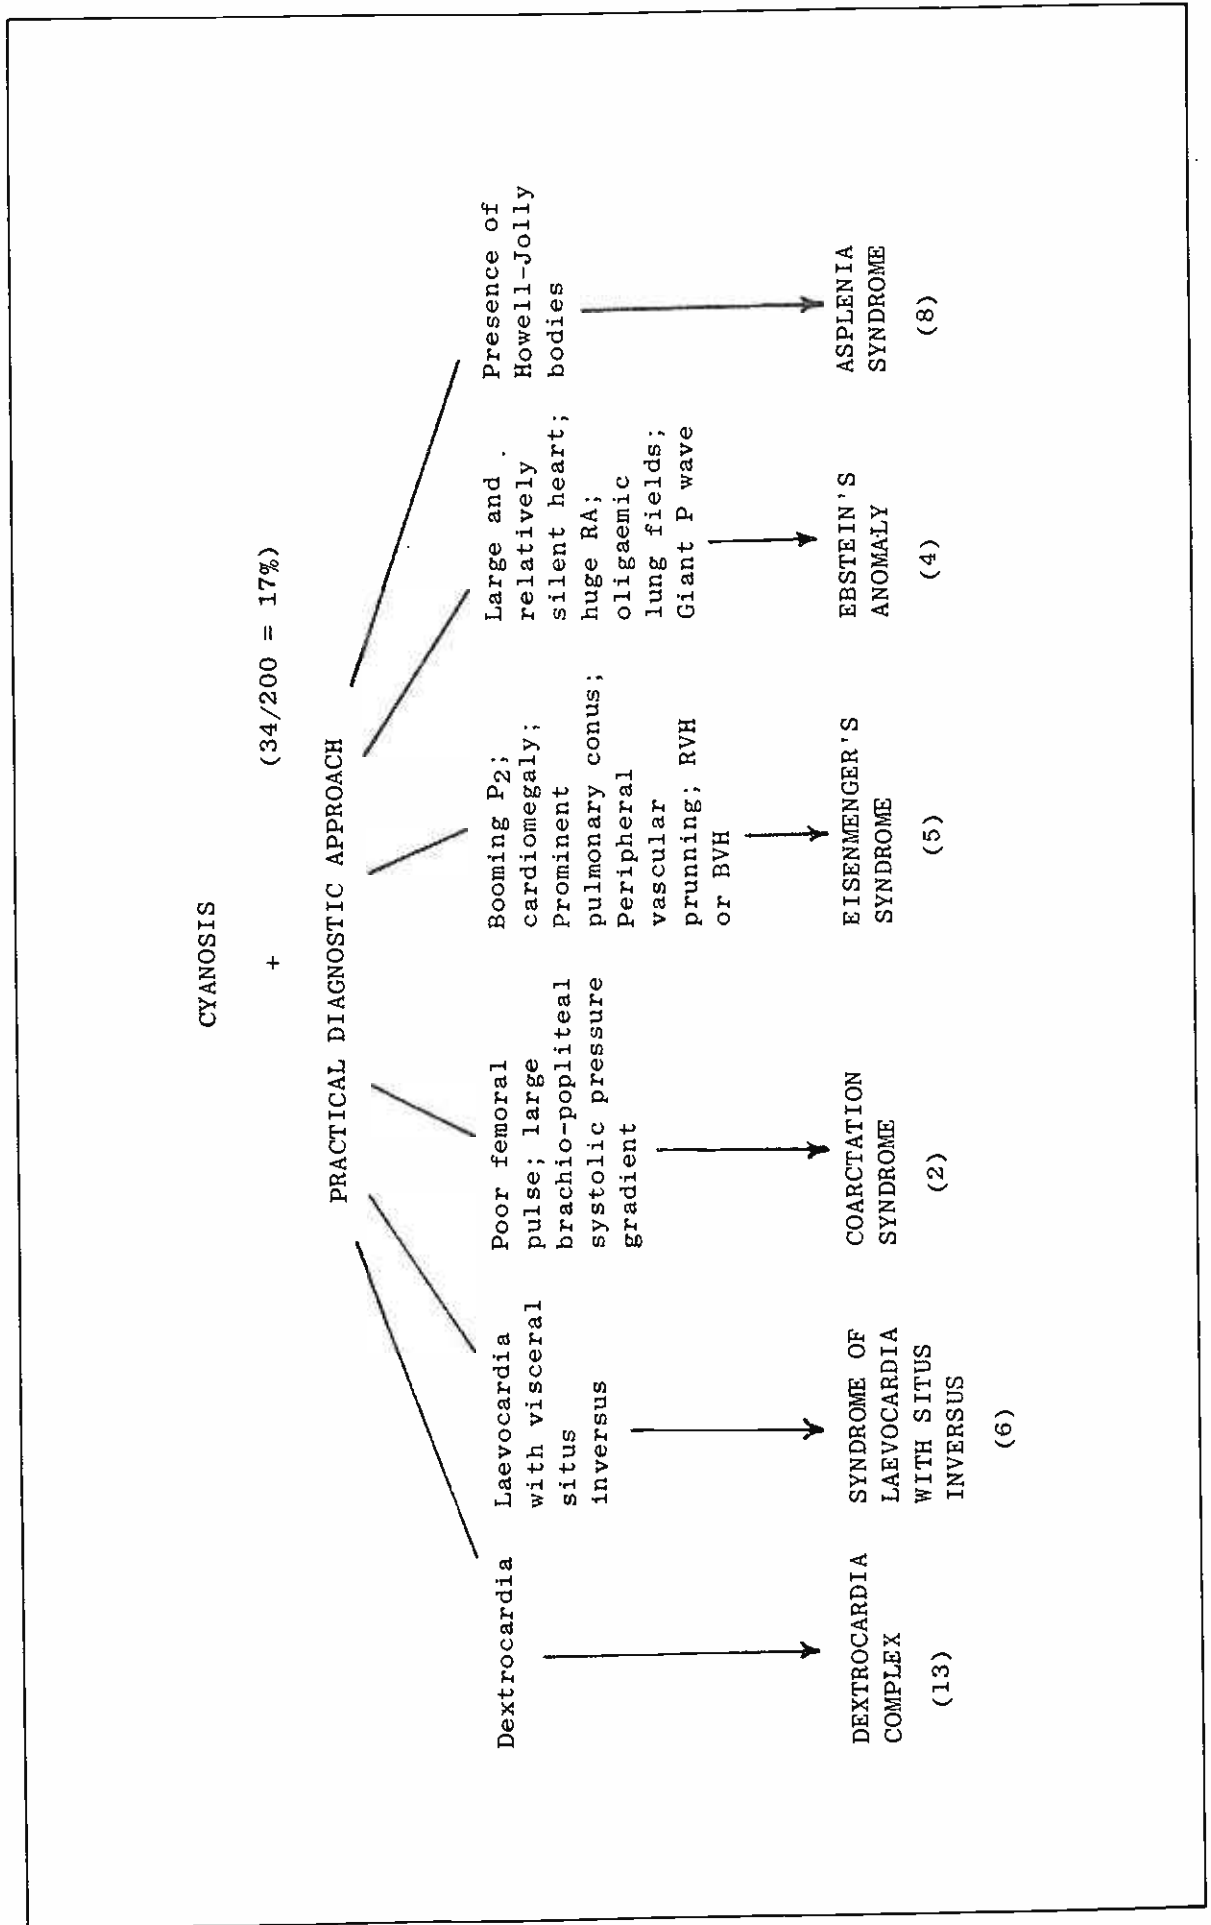 CYANOSIS
+
(34/200 = 17%)
PRACTICAL DIAGNOSTIC APPROACH
Dextrocardia
DEXTROCARDIA
COMPLEX
(13)
Laevocardia
with visceral
situs
inversus
SYNDROME OF
LAEVOCARDIA
WITH SITUS
INVERSUS
(6)
Poor femoral
pulse; large
brachio-popliteal
systolic pressure
gradient
COARCTATION
SYNDROME
(2)
Booming P2;
cardiomegaly;
Prominent
pulmonary conus;
Peripheral
vascular
prunning; RVH
or BVH
EISENMENGER'S
SYNDROME
(5)
Large and .
relatively
silent heart;
huge RA;
oligaemic
lung fields;
Giant P wave
EBSTEIN'S
ANOMALY
(4)
Presence of
Howell-Jolly
bodies
ASPLENIA
SYNDROME
(8)